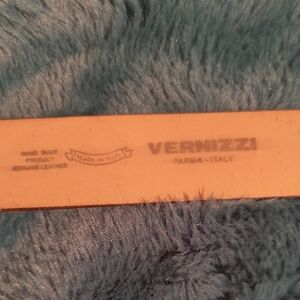 HAND MADE
PRODUCT
GENUINE LEATHER
Made in Italy
VERNIZZI
PARMA - ITALY